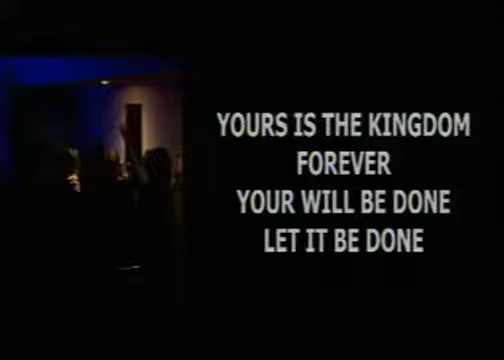 YOURS IS THE KINGDOM
FOREVER
YOUR WILL BE DONE
LET IT BE DONE